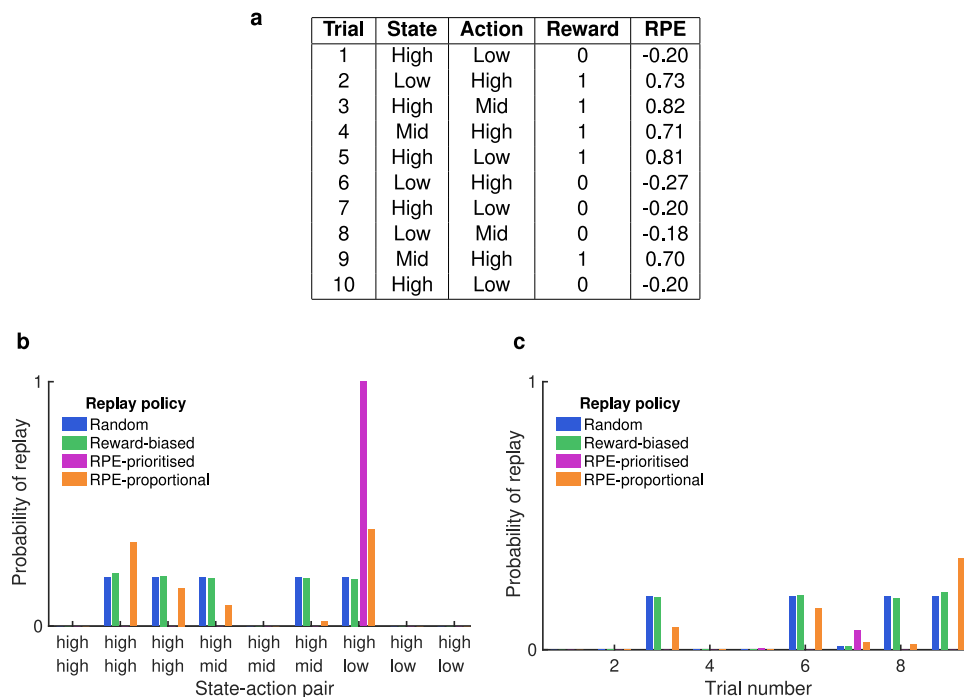 a
Trial State Action Reward RPE
1 High Low 0 -0.20
2 Low High 1 0.73
3 High Mid 1 0.82
4 Mid High 1 0.71
5 High Low 1 0.81
6 Low High 0 -0.27
7 High Low 0 -0.20
8 Low Mid 0 -0.18
9 Mid High 1 0.70
10 High Low 0 -0.20
b
1
Replay policy
Random
Reward-biased
RPE-prioritised
RPE-proportional
Probability of replay
0
high high high high high high high high high
high high high mid mid mid low low low
State-action pair
c
1
Replay policy
Random
Reward-biased
RPE-prioritised
RPE-proportional
Probability of replay
0
2 4 6 8
Trial number